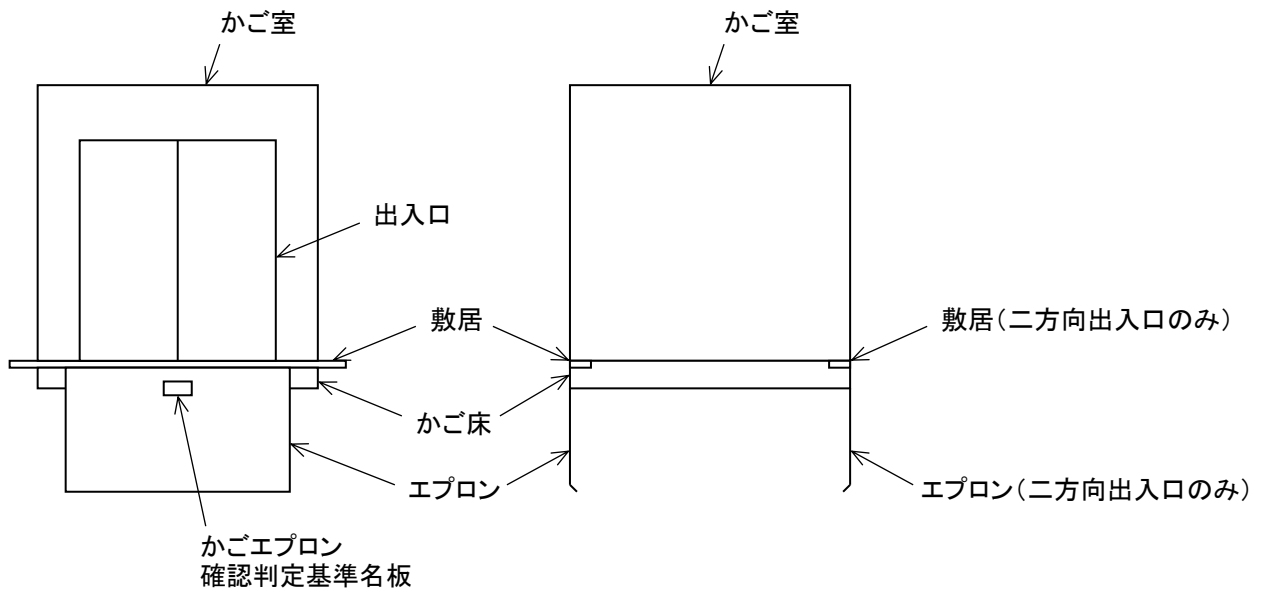 かご室
かご室
出入口
敷居
敷居（二方向出入口のみ）
かご床
エプロン
エプロン（二方向出入口のみ）
かごエプロン
確認判定基準名板